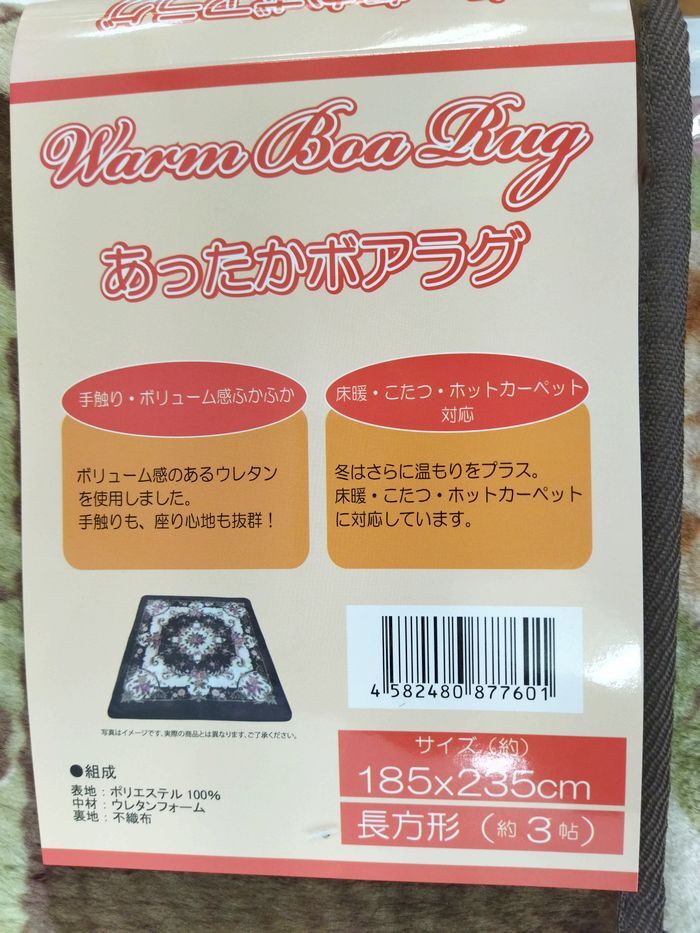 Warm Boa Rug
あったかボアラグ
手触り・ボリューム感ふかふか
ボリューム感のあるウレタン
を使用しました。
手触りも、座り心地も抜群！
床暖・こたつ・ホットカーペット
対応
冬はさらに温もりをプラス。
床暖・こたつ・ホットカーペット
に対応しています。
写真はイメージです。実際の商品とは異なります、ご了承ください。
4 582480 877601
●組成
表地：ポリエステル 100%
中材：ウレタンフォーム
裏地：不織布
サイズ（約）
185x235cm
長方形（約3帖）